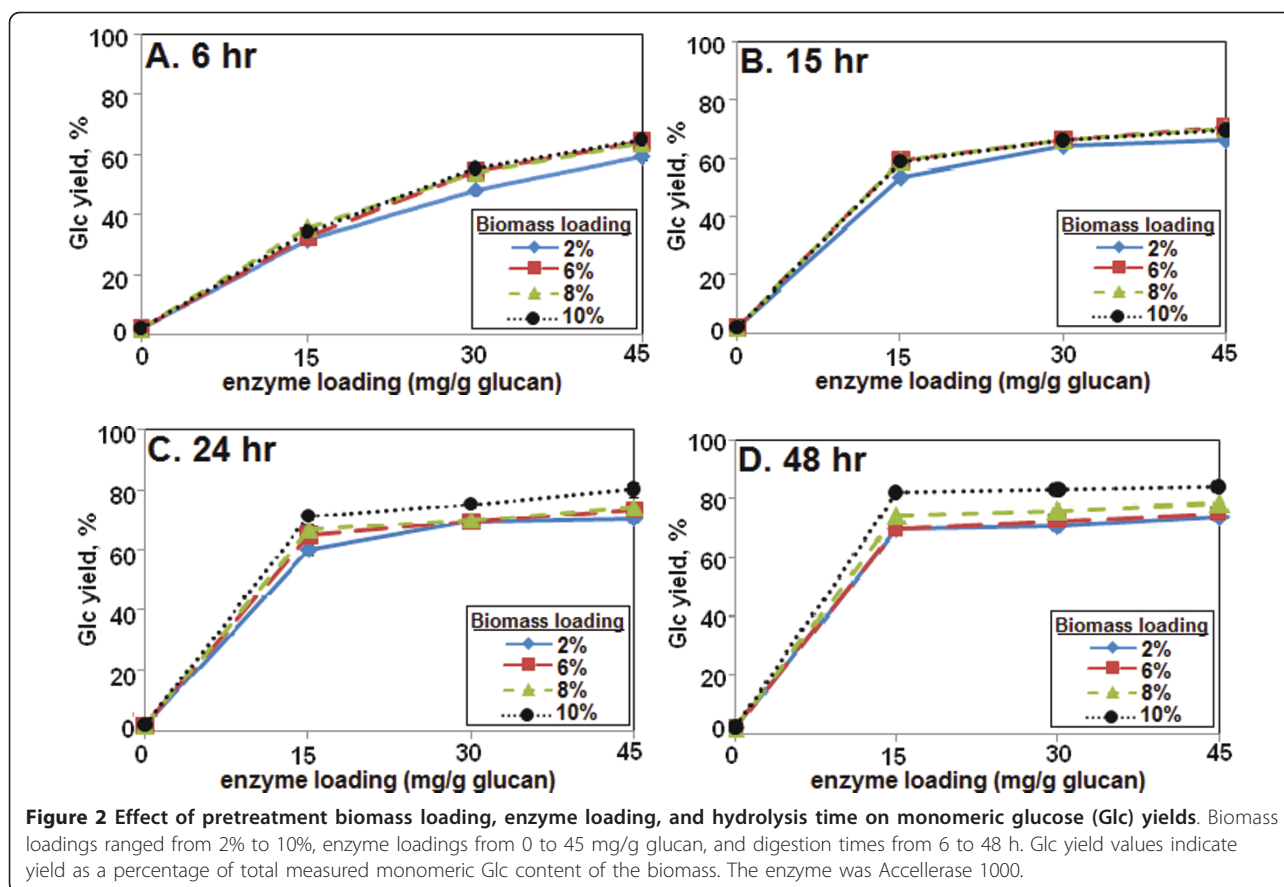 A. 6 hr
100
80
60
40
20
0
Glc yield, %
Biomass loading
2%
6%
8%
10%
0 15 30 45
enzyme loading (mg/g glucan)
B. 15 hr
100
80
60
40
20
0
Glc yield, %
Biomass loading
2%
6%
8%
10%
0 15 30 45
enzyme loading (mg/g glucan)
C. 24 hr
100
80
60
40
20
0
Glc yield, %
Biomass loading
2%
6%
8%
10%
0 15 30 45
enzyme loading (mg/g glucan)
D. 48 hr
100
80
60
40
20
0
Glc yield, %
Biomass loading
2%
6%
8%
10%
0 15 30 45
enzyme loading (mg/g glucan)
Figure 2 Effect of pretreatment biomass loading, enzyme loading, and hydrolysis time on monomeric glucose (Glc) yields. Biomass
loadings ranged from 2% to 10%, enzyme loadings from 0 to 45 mg/g glucan, and digestion times from 6 to 48 h. Glc yield values indicate
yield as a percentage of total measured monomeric Glc content of the biomass. The enzyme was Accellerase 1000.